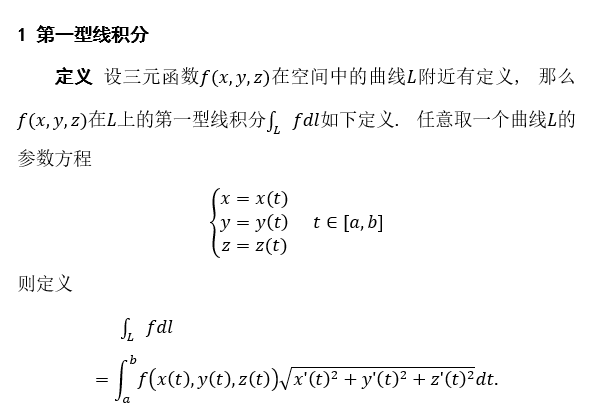 1 第一型线积分
定义 设三元函数f(x, y, z)在空间中的曲线L附近有定义, 那么
f(x, y, z)在L上的第一型线积分∫_L fdl如下定义. 任意取一个曲线L的
参数方程
{x = x(t)
{y = y(t) t ∈ [a, b]
{z = z(t)
则定义
∫_L fdl
= ∫_a^b f(x(t), y(t), z(t))√(x'(t)² + y'(t)² + z'(t)²)dt.